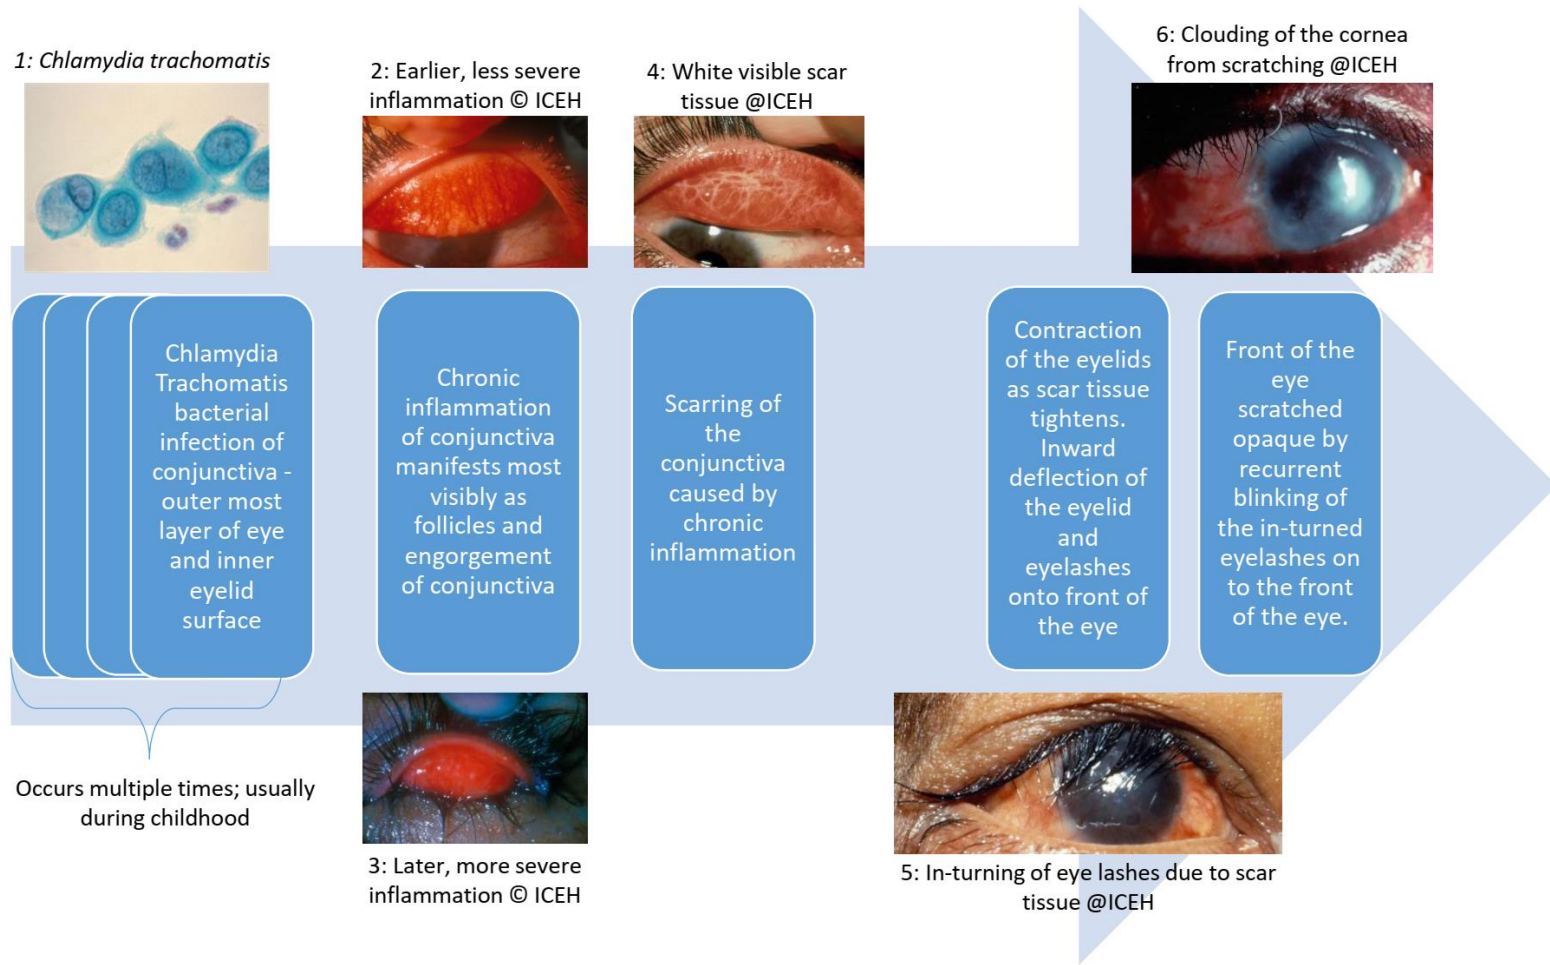 1: Chlamydia trachomatis
2: Earlier, less severe
inflammation © ICEH
4: White visible scar
tissue @ICEH
6: Clouding of the cornea
from scratching @ICEH
Chlamydia
Trachomatis
bacterial
infection of
conjunctiva -
outer most
layer of eye
and inner
eyelid
surface
Chronic
inflammation
of conjunctiva
manifests most
visibly as
follicles and
engorgement
of conjunctiva
Scarring of
the
conjunctiva
caused by
chronic
inflammation
Contraction
of the eyelids
as scar tissue
tightens.
Inward
deflection of
the eyelid
and
eyelashes
onto front of
the eye
Front of the
eye
scratched
opaque by
recurrent
blinking of
the in-turned
eyelashes on
to the front
of the eye.
Occurs multiple times; usually
during childhood
3: Later, more severe
inflammation © ICEH
5: In-turning of eye lashes due to scar
tissue @ICEH